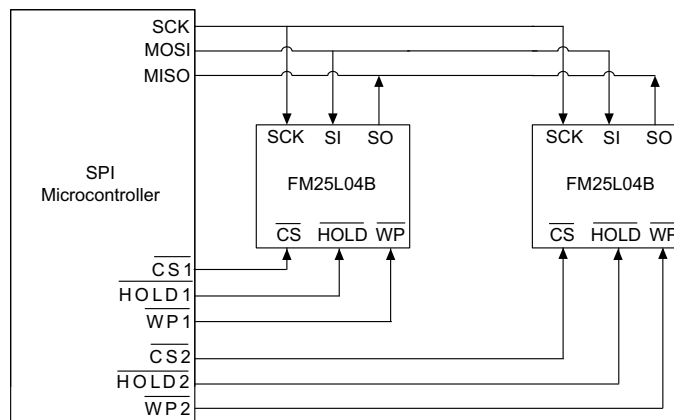 SCK
MOSI
MISO
SPI
Microcontroller
SCK SI SO
FM25L04B
CS HOLD WP
SCK SI SO
FM25L04B
CS HOLD WP
CS1
HOLD1
WP1
CS2
HOLD2
WP2